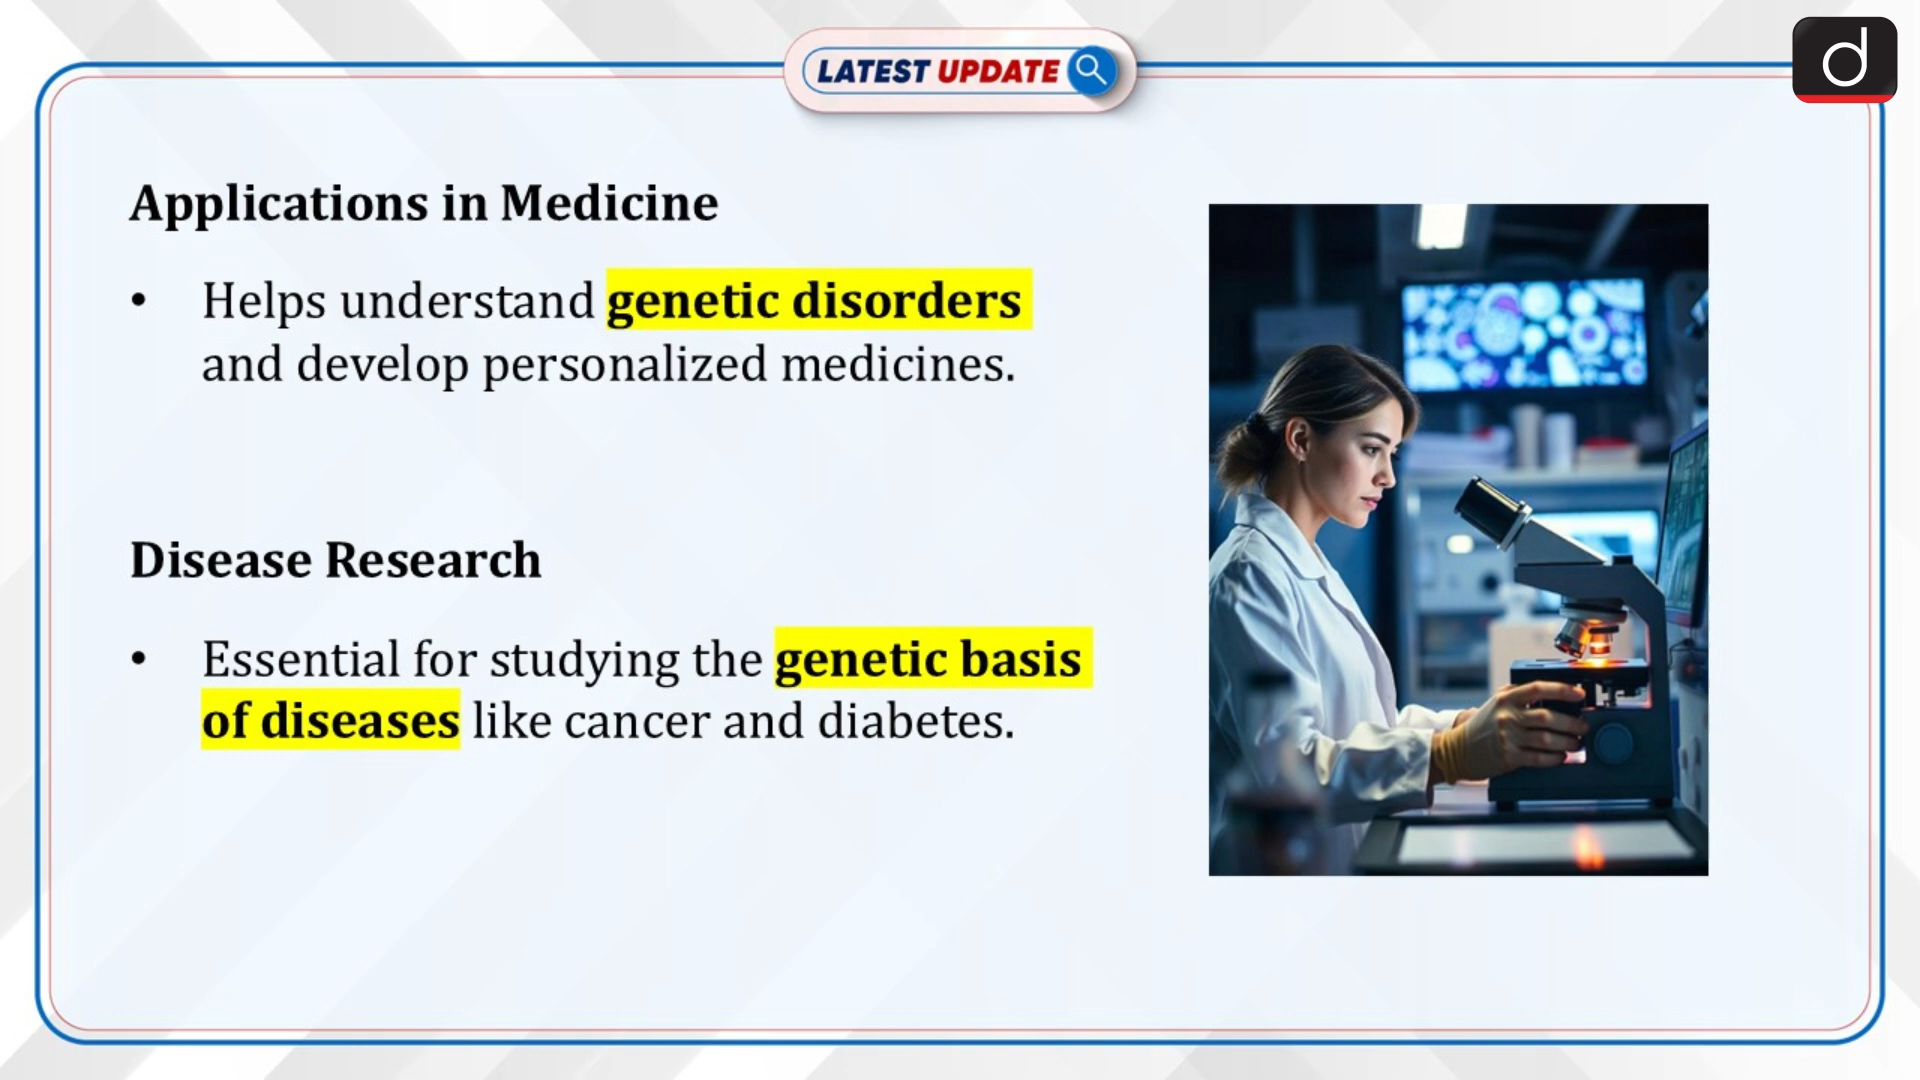 LATEST UPDATE
d
Applications in Medicine
• Helps understand genetic disorders
and develop personalized medicines.
Disease Research
• Essential for studying the genetic basis
of diseases like cancer and diabetes.